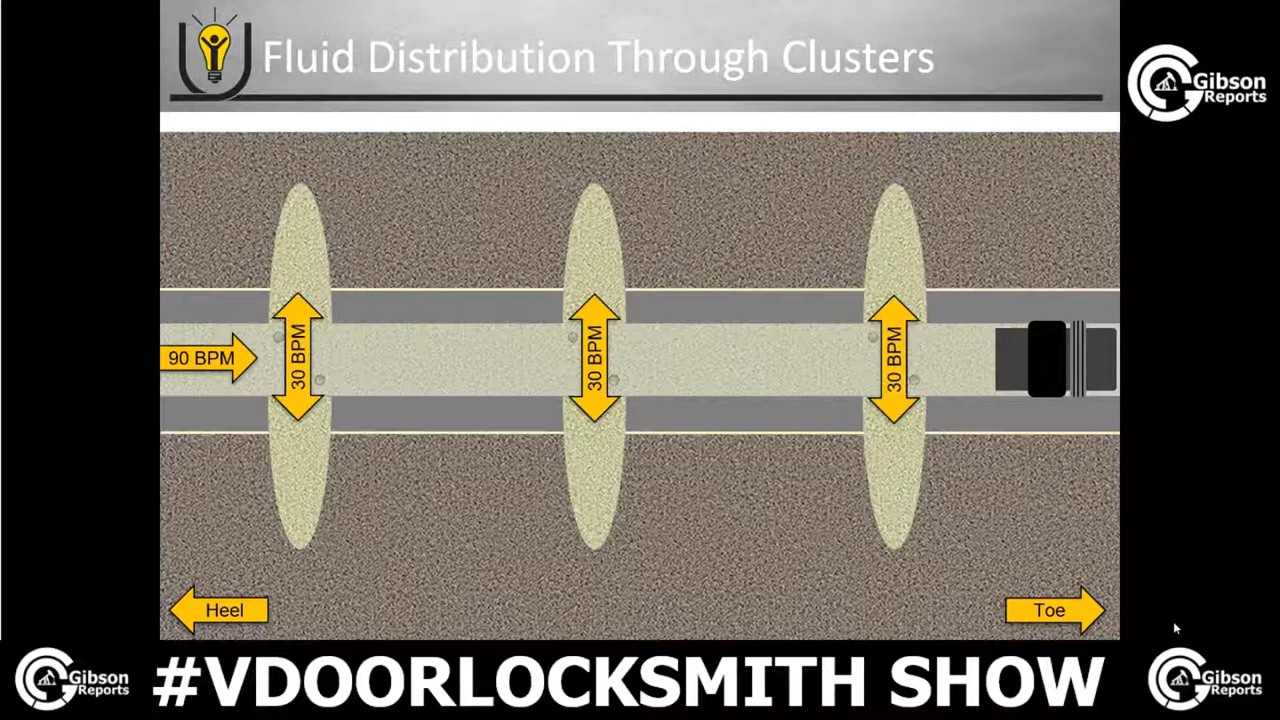 Fluid Distribution Through Clusters
Gibson
Reports
90 BPM
30 BPM
30 BPM
30 BPM
Heel
Toe
Gibson
Reports
#VDOORLOCKSMITH SHOW
Gibson
Reports